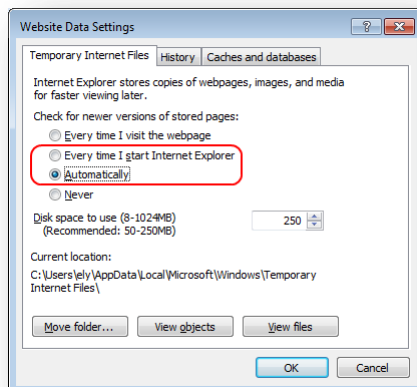 Website Data Settings
Temporary Internet Files History Caches and databases
Internet Explorer stores copies of webpages, images, and media
for faster viewing later.
Check for newer versions of stored pages:
Every time I visit the webpage
Every time I start Internet Explorer
Automatically
Never
Disk space to use (8-1024MB) 250
(Recommended: 50-250MB)
Current location:
C:\Users\ely\AppData\Local\Microsoft\Windows\Temporary
Internet Files\
Move folder... View objects View files
OK Cancel